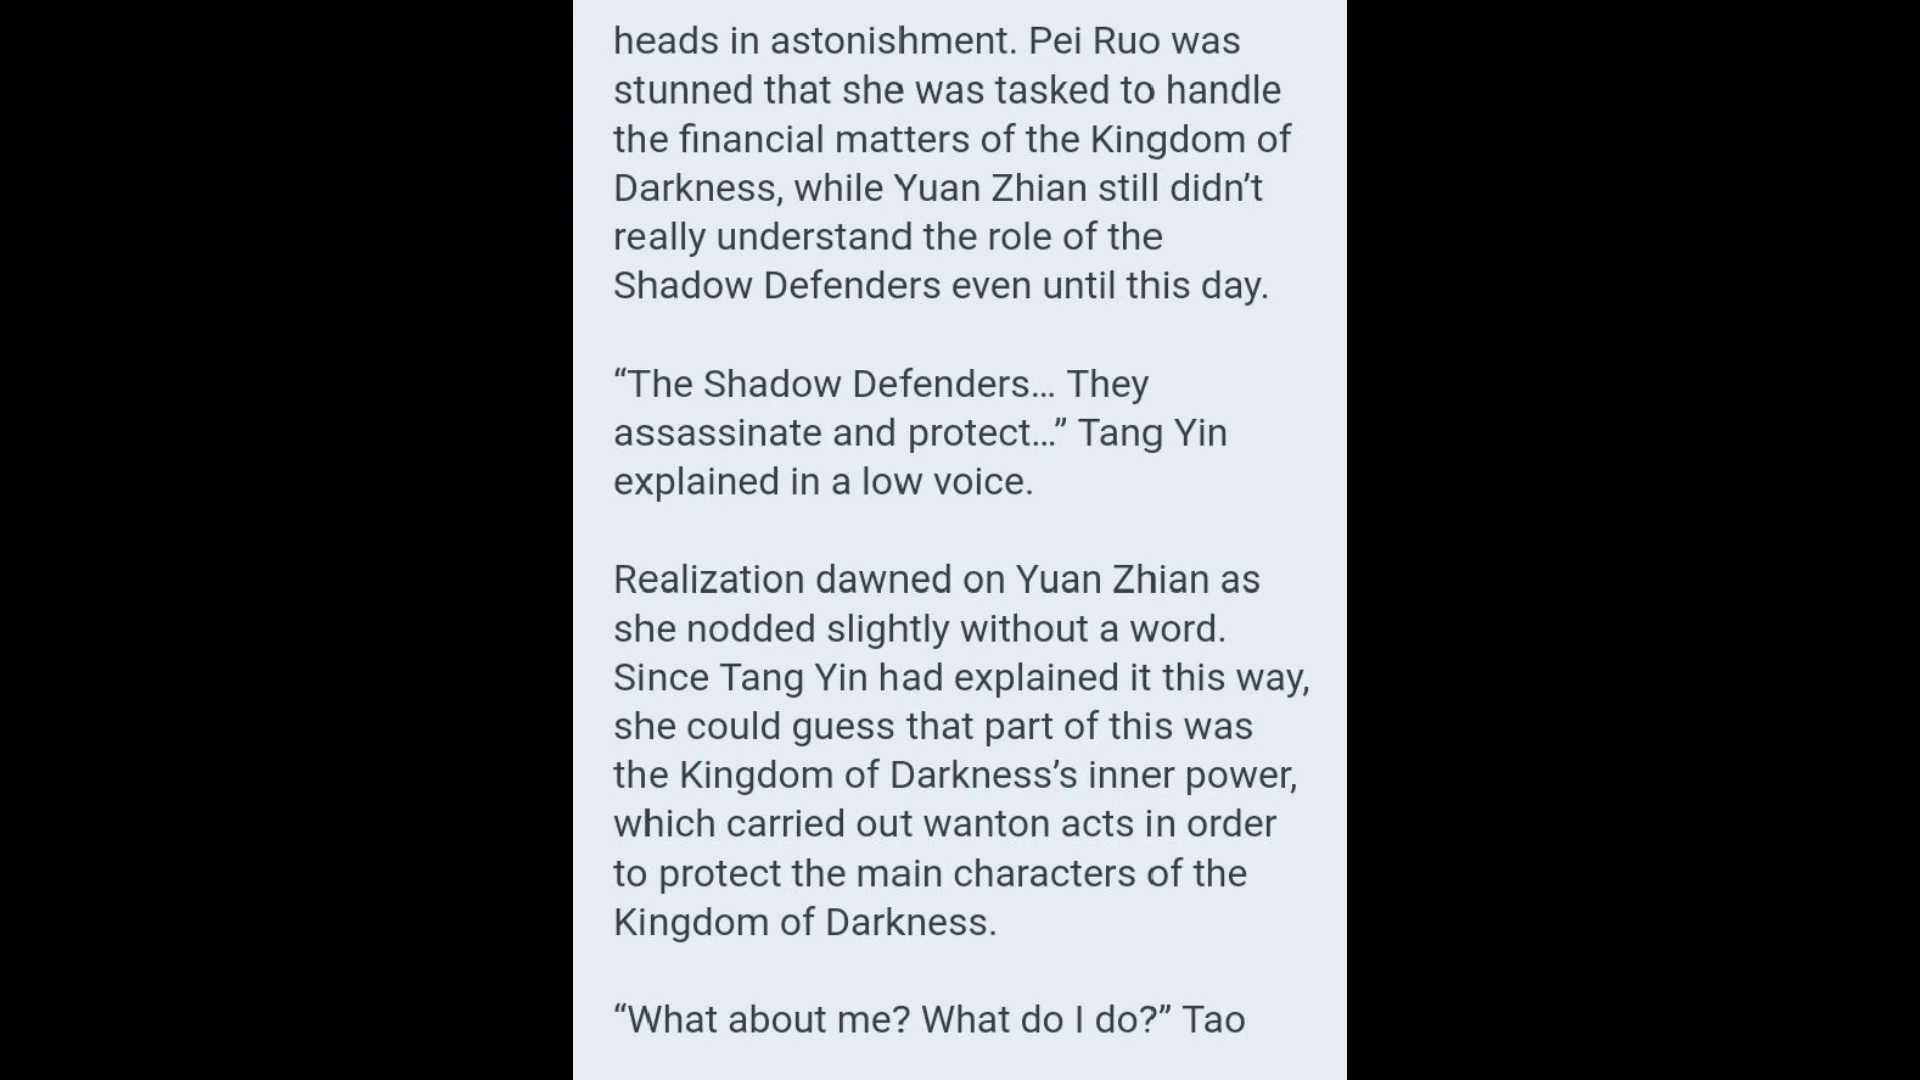 heads in astonishment. Pei Ruo was
stunned that she was tasked to handle
the financial matters of the Kingdom of
Darkness, while Yuan Zhian still didn’t
really understand the role of the
Shadow Defenders even until this day.
“The Shadow Defenders… They
assassinate and protect…” Tang Yin
explained in a low voice.
Realization dawned on Yuan Zhian as
she nodded slightly without a word.
Since Tang Yin had explained it this way,
she could guess that part of this was
the Kingdom of Darkness’s inner power,
which carried out wanton acts in order
to protect the main characters of the
Kingdom of Darkness.
“What about me? What do I do?” Tao